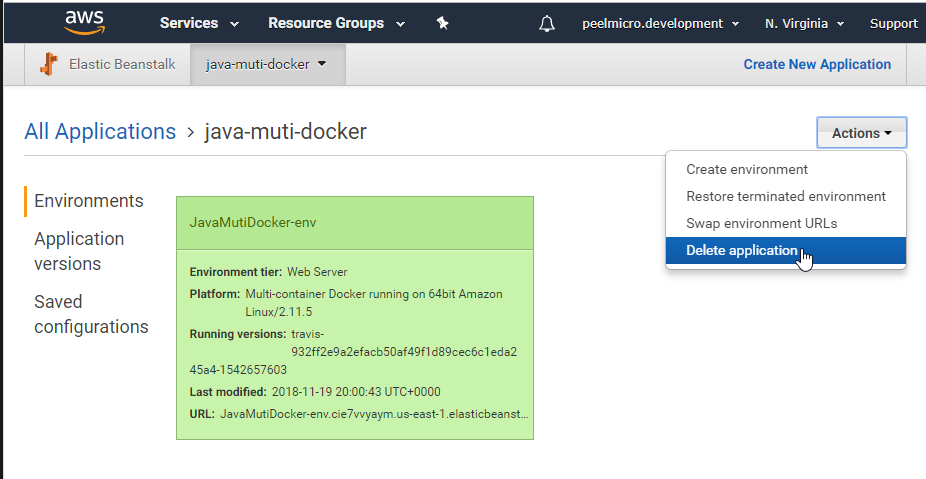 aws Services Resource Groups peelmicro.development N. Virginia Support
Elastic Beanstalk java-muti-docker Create New Application
All Applications > java-muti-docker Actions
Create environment
Restore terminated environment
Swap environment URLs
Delete application
Environments
Application
versions
Saved
configurations
JavaMutiDocker-env
Environment tier: Web Server
Platform: Multi-container Docker running on 64bit Amazon
Linux/2.11.5
Running versions: travis-
932ff2e9a2efacb50af49f1d89cec6c1eda2
45a4-1542657603
Last modified: 2018-11-19 20:00:43 UTC+0000
URL: JavaMutiDocker-env.cie7vvyaym.us-east-1.elasticbeanst...